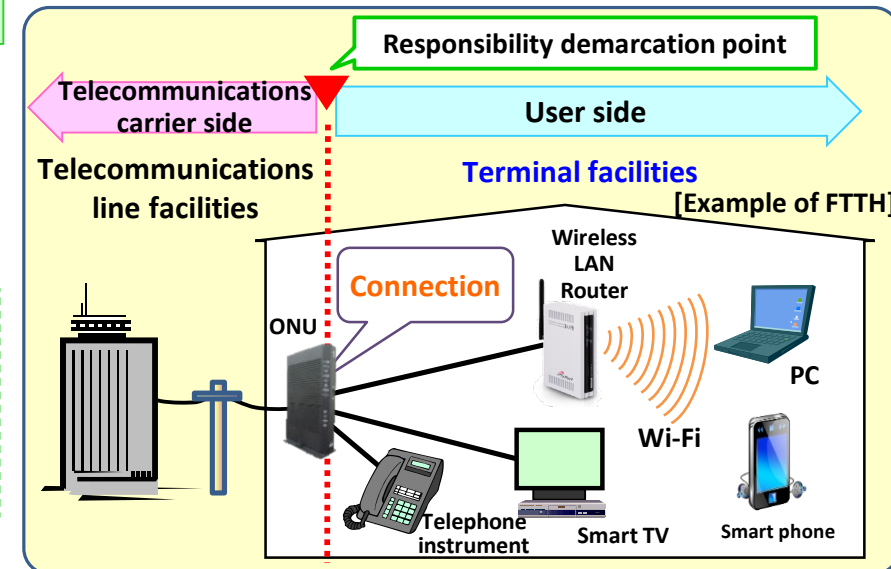 Responsibility demarcation point
Telecommunications
carrier side
User side
Telecommunications
line facilities
Terminal facilities
[Example of FTTH]
Wireless
LAN
Router
Connection
ONU
PC
Wi-Fi
Telephone
instrument
Smart TV
Smart phone